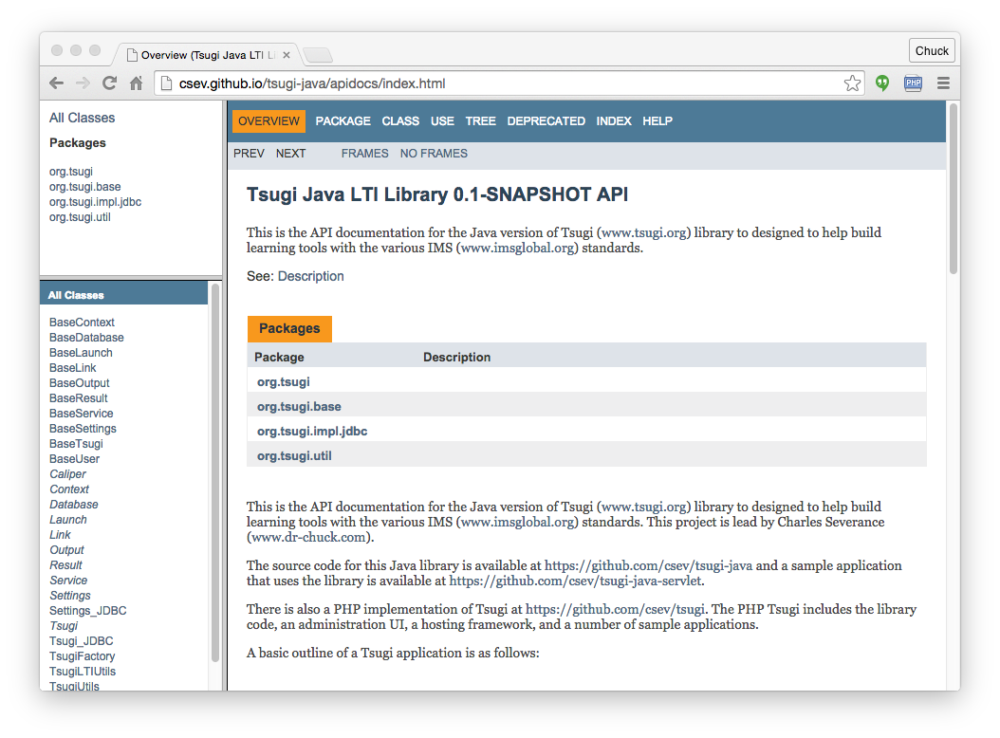 Overview (Tsugi Java LTI Li
Chuck
csev.github.io/tsugi-java/apidocs/index.html
PHP
All Classes
Packages
org.tsugi
org.tsugi.base
org.tsugi.impl.jdbc
org.tsugi.util
All Classes
BaseContext
BaseDatabase
BaseLaunch
BaseLink
BaseOutput
BaseResult
BaseService
BaseSettings
BaseTsugi
BaseUser
Caliper
Context
Database
Launch
Link
Output
Result
Service
Settings
Settings_JDBC
Tsugi
Tsugi_JDBC
TsugiFactory
TsugiLTIUtils
TsugiUtils
OVERVIEW PACKAGE CLASS USE TREE DEPRECATED INDEX HELP
PREV NEXT FRAMES NO FRAMES
Tsugi Java LTI Library 0.1-SNAPSHOT API
This is the API documentation for the Java version of Tsugi (www.tsugi.org) library to designed to help build
learning tools with the various IMS (www.imsglobal.org) standards.
See: Description
Packages
Package Description
org.tsugi
org.tsugi.base
org.tsugi.impl.jdbc
org.tsugi.util
This is the API documentation for the Java version of Tsugi (www.tsugi.org) library to designed to help build
learning tools with the various IMS (www.imsglobal.org) standards. This project is lead by Charles Severance
(www.dr-chuck.com).
The source code for this Java library is available at https://github.com/csev/tsugi-java and a sample application
that uses the library is available at https://github.com/csev/tsugi-java-servlet.
There is also a PHP implementation of Tsugi at https://github.com/csev/tsugi. The PHP Tsugi includes the library
code, an administration UI, a hosting framework, and a number of sample applications.
A basic outline of a Tsugi application is as follows: